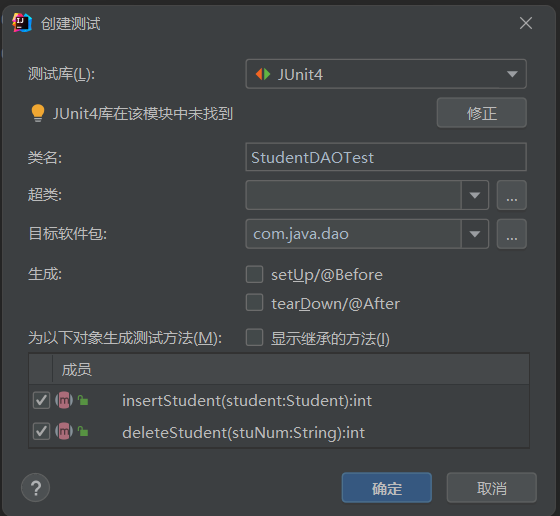 创建测试
测试库(L): JUnit4
JUnit4库在该模块中未找到 修正
类名: StudentDAOTest
超类: ...
目标软件包: com.java.dao ...
生成: setUp/@Before
tearDown/@After
为以下对象生成测试方法(M): 显示继承的方法(I)
成员
m insertStudent(student:Student):int
m deleteStudent(stuNum:String):int
? 确定 取消